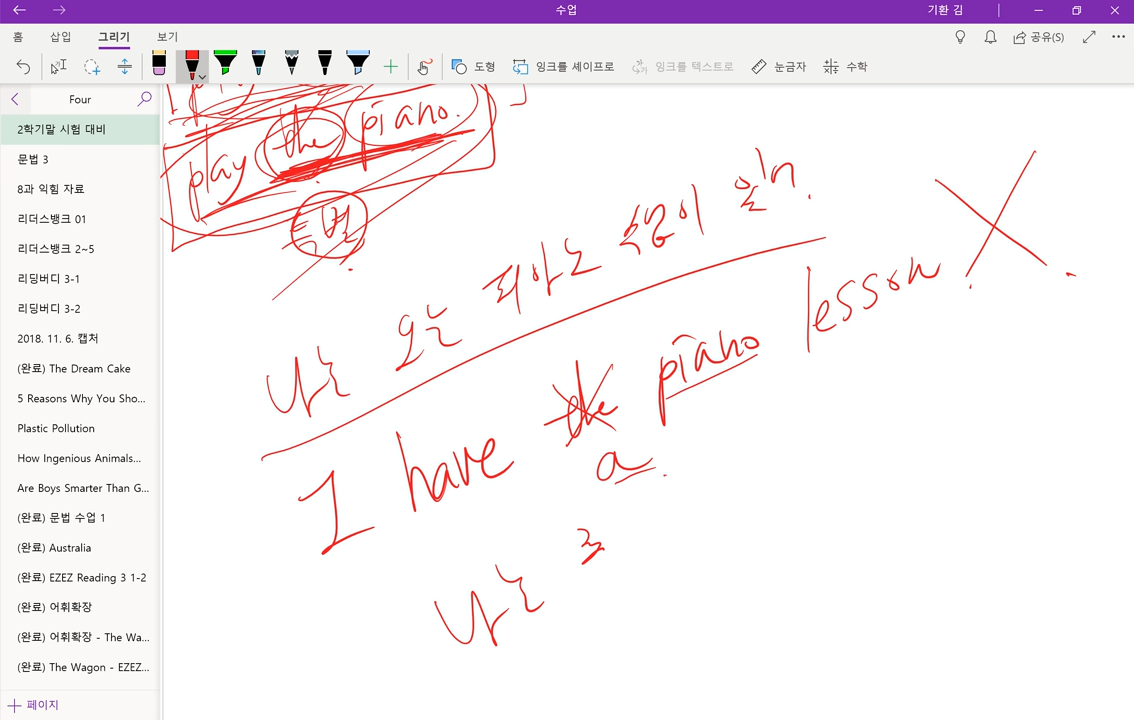 수업
기환 김
홈 삽입 그리기 보기
공유(S)
도형 잉크를 셰이프로 잉크를 텍스트로 눈금자 수학
Four
2학기말 시험 대비
문법 3
8과 익힘 자료
리더스뱅크 01
리더스뱅크 2~5
리딩버디 3-1
리딩버디 3-2
2018. 11. 6. 캡처
(완료) The Dream Cake
5 Reasons Why You Sho...
Plastic Pollution
How Ingenious Animals...
Are Boys Smarter Than G...
(완료) 문법 수업 1
(완료) Australia
(완료) EZEZ Reading 3 1-2
(완료) 어휘확장
(완료) 어휘확장 - The Wa...
(완료) The Wagon - EZEZ...
페이지
play the piano.
나는 오늘 피아노 수업이 있다.
I have the piano lesson.
a
나는